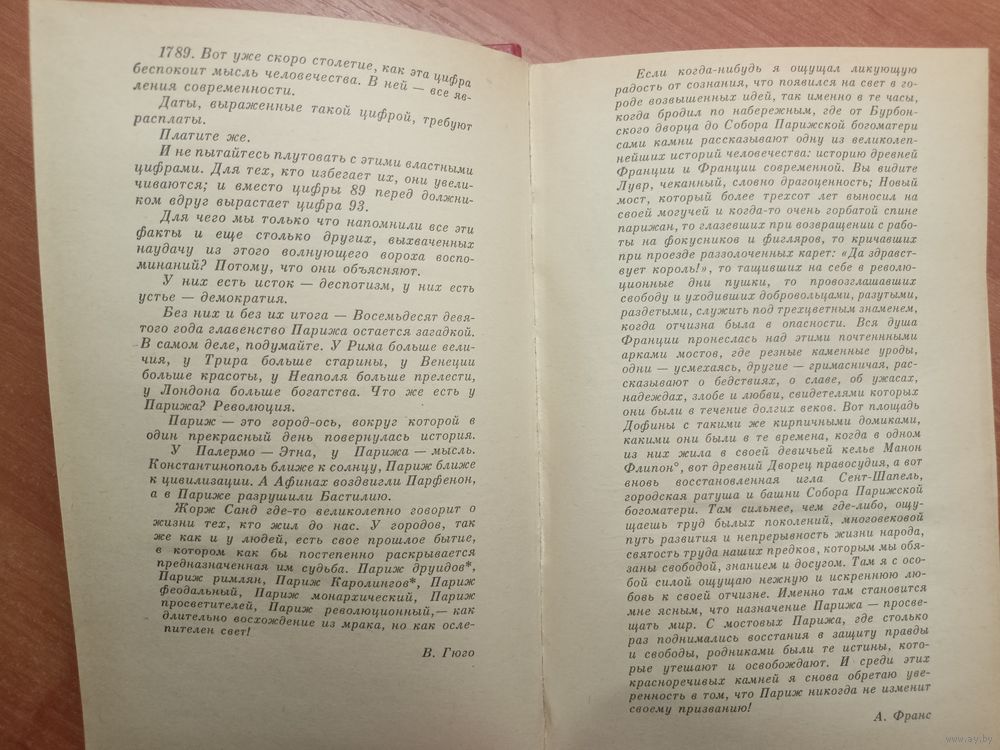 1789. Вот уже скоро столетие, как эта цифра
беспокоит мысль человечества. В ней — все яв-
ления современности.
Даты, выраженные такой цифрой, требуют
расплаты.
Платите же.
И не пытайтесь плутовать с этими властными
цифрами. Для тех, кто избегает их, они увели-
чиваются; и вместо цифры 89 перед должни-
ком вдруг вырастает цифра 93.
Для чего мы только что напомнили все эти
факты и еще столько других, выхваченных
наудачу из этого волнующего вороха воспо-
минаний? Потому, что они объясняют.
У них есть исток — деспотизм, у них есть
устье — демократия.
Без них и без их итога — Восемьдесят девя-
того года главенство Парижа остается загадкой.
В самом деле, подумайте. У Рима больше вели-
чия, у Трира больше старины, у Венеции
больше красоты, у Неаполя больше прелести,
у Лондона больше богатства. Что же есть у
Парижа? Революция.
Париж — это город-ось, вокруг которой в
один прекрасный день повернулась история.
У Палермо — Этна, у Парижа — мысль.
Константинополь ближе к солнцу, Париж ближе
к цивилизации. А Афинах воздвигли Парфенон,
а в Париже разрушили Бастилию.
Жорж Санд где-то великолепно говорит о
жизни тех, кто жил до нас. У городов, так
же как и у людей, есть свое прошлое бытие,
в котором как бы постепенно раскрывается
предназначенная им судьба. Париж друидов*,
Париж римлян, Париж Каролингов*, Париж
феодальный, Париж монархический, Париж
просветителей, Париж революционный,— как
длительно восхождение из мрака, но как осле-
пителен свет!
В. Гюго
Если когда-нибудь я ощущал ликующую
радость от сознания, что появился на свет в го-
роде возвышенных идей, так именно в те часы,
когда бродил по набережным, где от Бурбон-
ского дворца до Собора Парижской богоматери
сами камни рассказывают одну из великолеп-
нейших историй человечества: историю древней
Франции и Франции современной. Вы видите
Лувр, чеканный, словно драгоценность; Новый
мост, который более трехсот лет выносил на
своей могучей и когда-то очень горбатой спине
парижан, то глазевших при возвращении с рабо-
ты на фокусников и фигляров, то кричавших
при проезде раззолоченных карет: «Да здравст-
вует король!», то тащивших на себе в револю-
ционные дни пушки, то провозглашавших
свободу и уходивших добровольцами, разутыми,
раздетыми, служить под трехцветным знаменем,
когда отчизна была в опасности. Вся душа
Франции пронеслась над этими почтеннными
арками мостов, где резные каменные уроды,
одни — усмехаясь, другие — гримасничая, рас-
сказывают о бедствиях, о славе, об ужасах,
надеждах, злобе и любви, свидетелями которых
они были в течение долгих веков. Вот площадь
Дофины с такими же кирпичными домиками,
какими они были в те времена, когда в одном
из них жила в своей девичьей келье Манон
Флипон°, вот древний Дворец правосудия, а вот
вновь восстановленная игла Сент-Шапель,
городская ратуша и башни Собора Парижской
богоматери. Там сильнее, чем где-либо, ощу-
щаешь труд былых поколений, многовековой
путь развития и непрерывность жизни народа,
святость труда наших предков, которым мы обя-
заны свободой, знанием и досугом. Там я с осо-
бой силой ощущаю нежную и искреннюю лю-
бовь к своей отчизне. Именно там становится
мне ясным, что назначение Парижа — просве-
щать мир. С мостовых Парижа, где столько
раз поднимались восстания в защиту правды
и свободы, родниками были те истины, кото-
рые утешают и освобождают. И среди этих
красноречивых камней я снова обретаю уве-
ренность в том, что Париж никогда не изменит
своему призванию!
А. Франс
www.ay.by